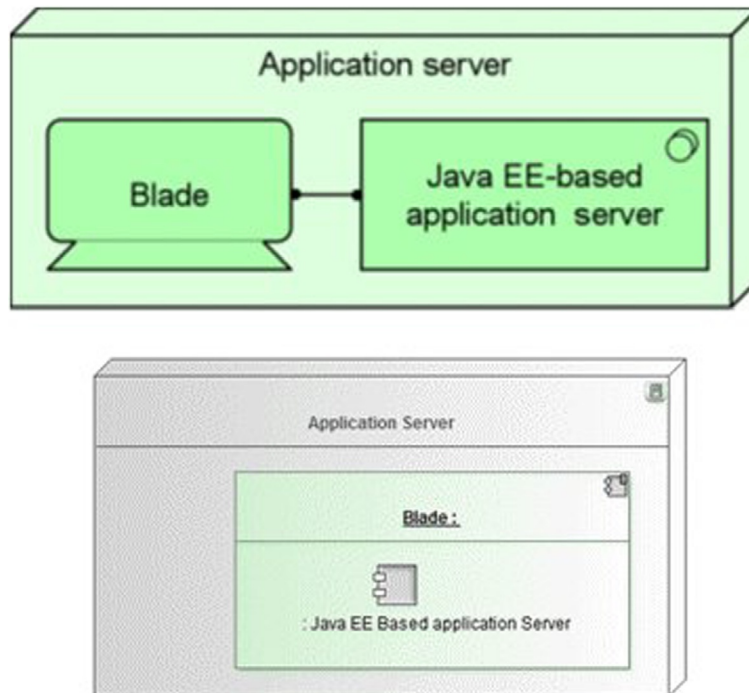 Application server
Blade
Java EE-based
application server
Application Server
Blade :
: Java EE Based application Server